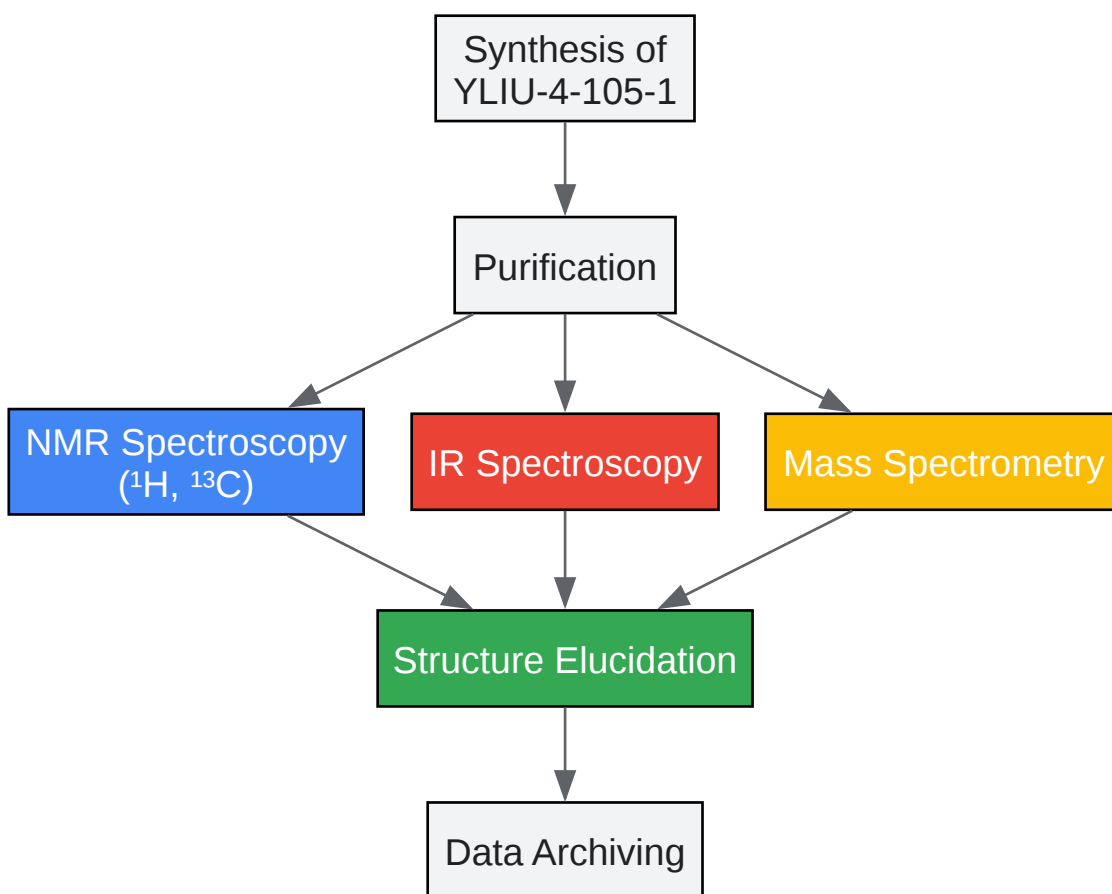 Synthesis of
YLIU-4-105-1
Purification
NMR Spectroscopy
(¹H, ¹³C)
IR Spectroscopy
Mass Spectrometry
Structure Elucidation
Data Archiving